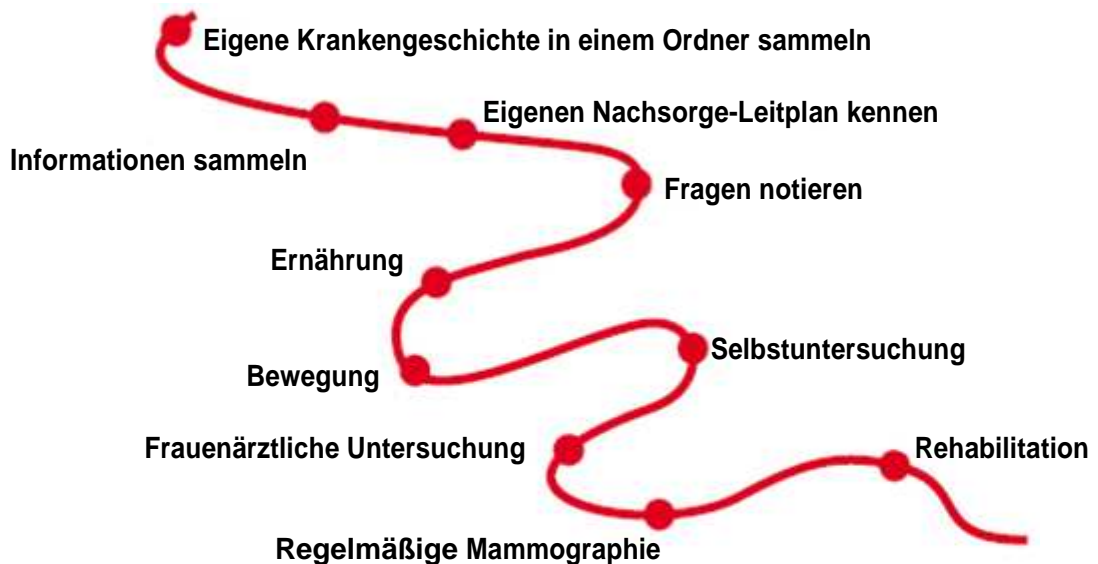 Eigene Krankengeschichte in einem Ordner sammeln
Eigenen Nachsorge-Leitplan kennen
Informationen sammeln
Fragen notieren
Ernährung
Selbstuntersuchung
Bewegung
Frauenärztliche Untersuchung
Rehabilitation
Regelmäßige Mammographie